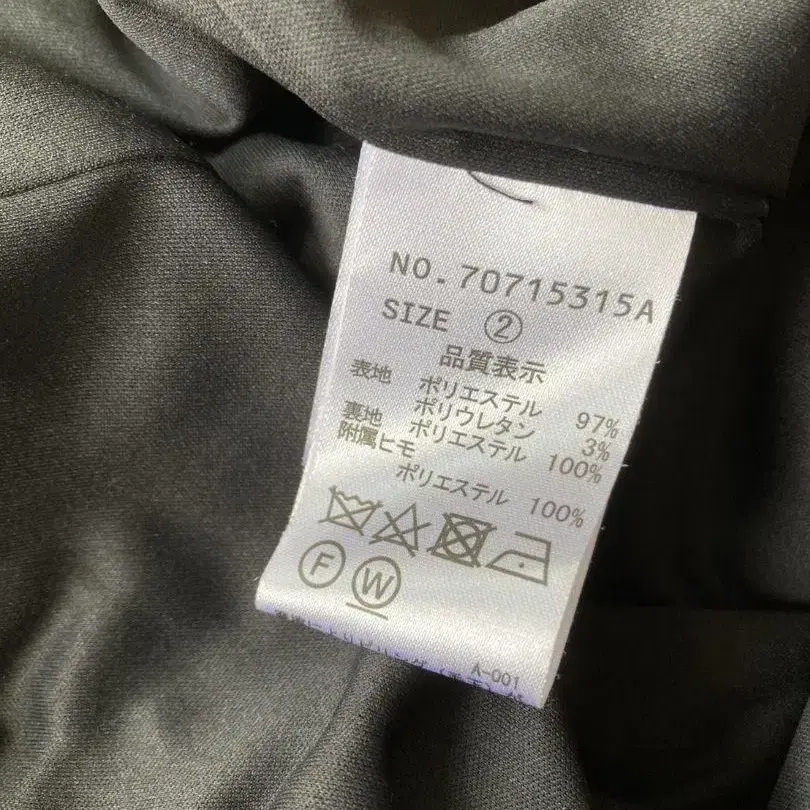 NO.70715315A
SIZE ②
品質表示
表地 ポリエステル 97%
ポリウレタン 3%
裏地 ポリエステル 100%
附属ヒモ
ポリエステル 100%
F W
A-001